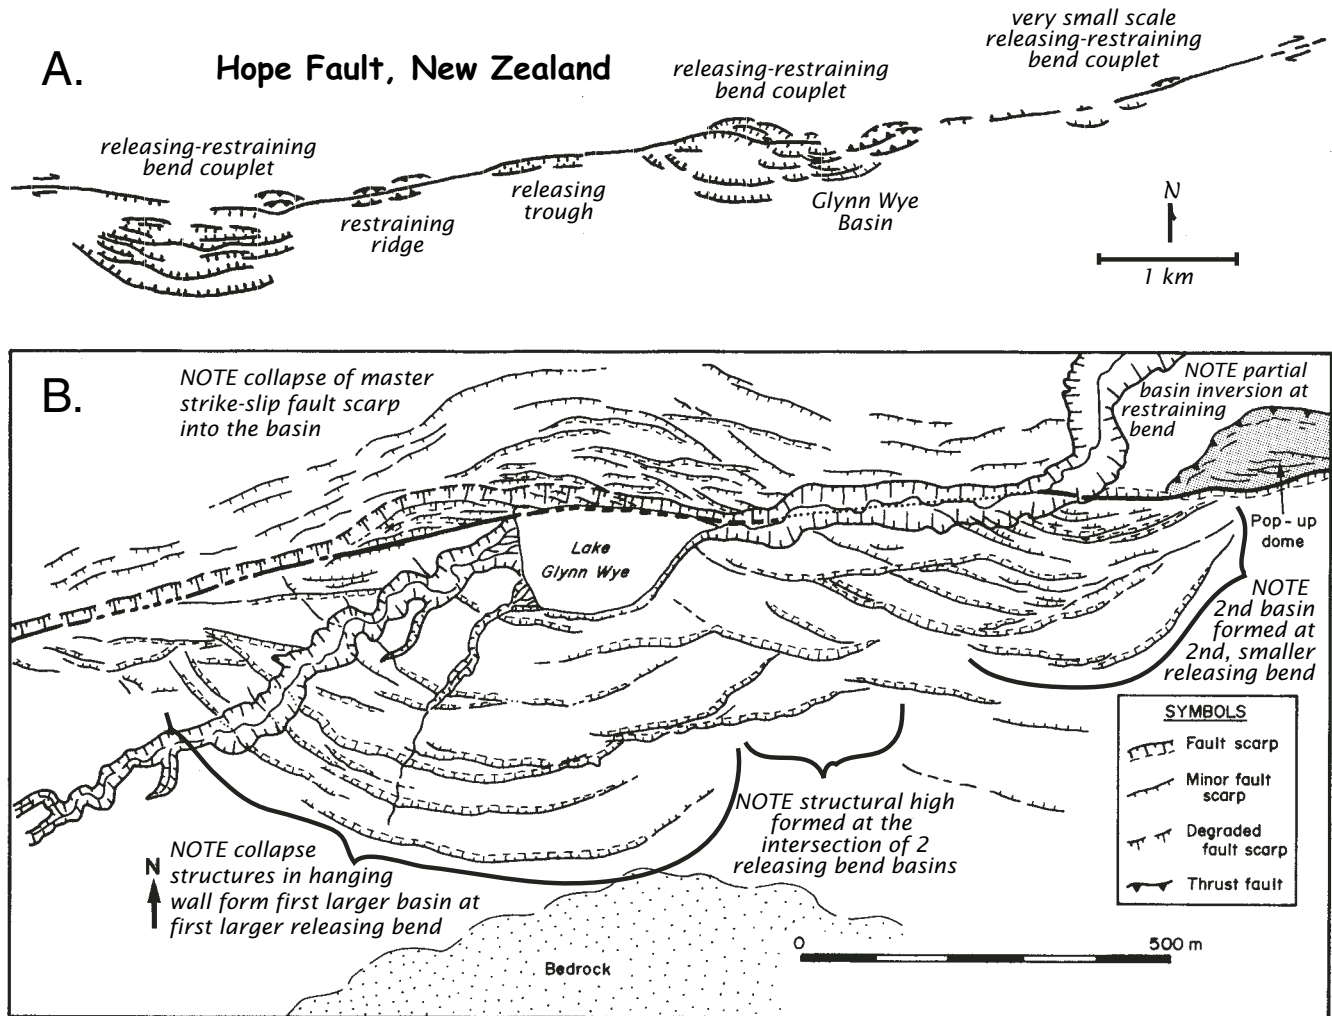 A.
Hope Fault, New Zealand
very small scale
releasing-restraining
bend couplet
releasing-restraining
bend couplet
releasing-restraining
bend couplet
restraining
ridge
releasing
trough
Glynn Wye
Basin
N
1 km
B.
NOTE collapse of master
strike-slip fault scarp
into the basin
NOTE partial
basin inversion at
restraining
bend
Lake
Glynn Wye
Pop-up
dome
NOTE
2nd basin
formed at
2nd, smaller
releasing bend
SYMBOLS
Fault scarp
Minor fault
scarp
Degraded
fault scarp
Thrust fault
NOTE structural high
formed at the
intersection of 2
releasing bend basins
N
NOTE collapse
structures in hanging
wall form first larger basin at
first larger releasing bend
Bedrock
0
500 m